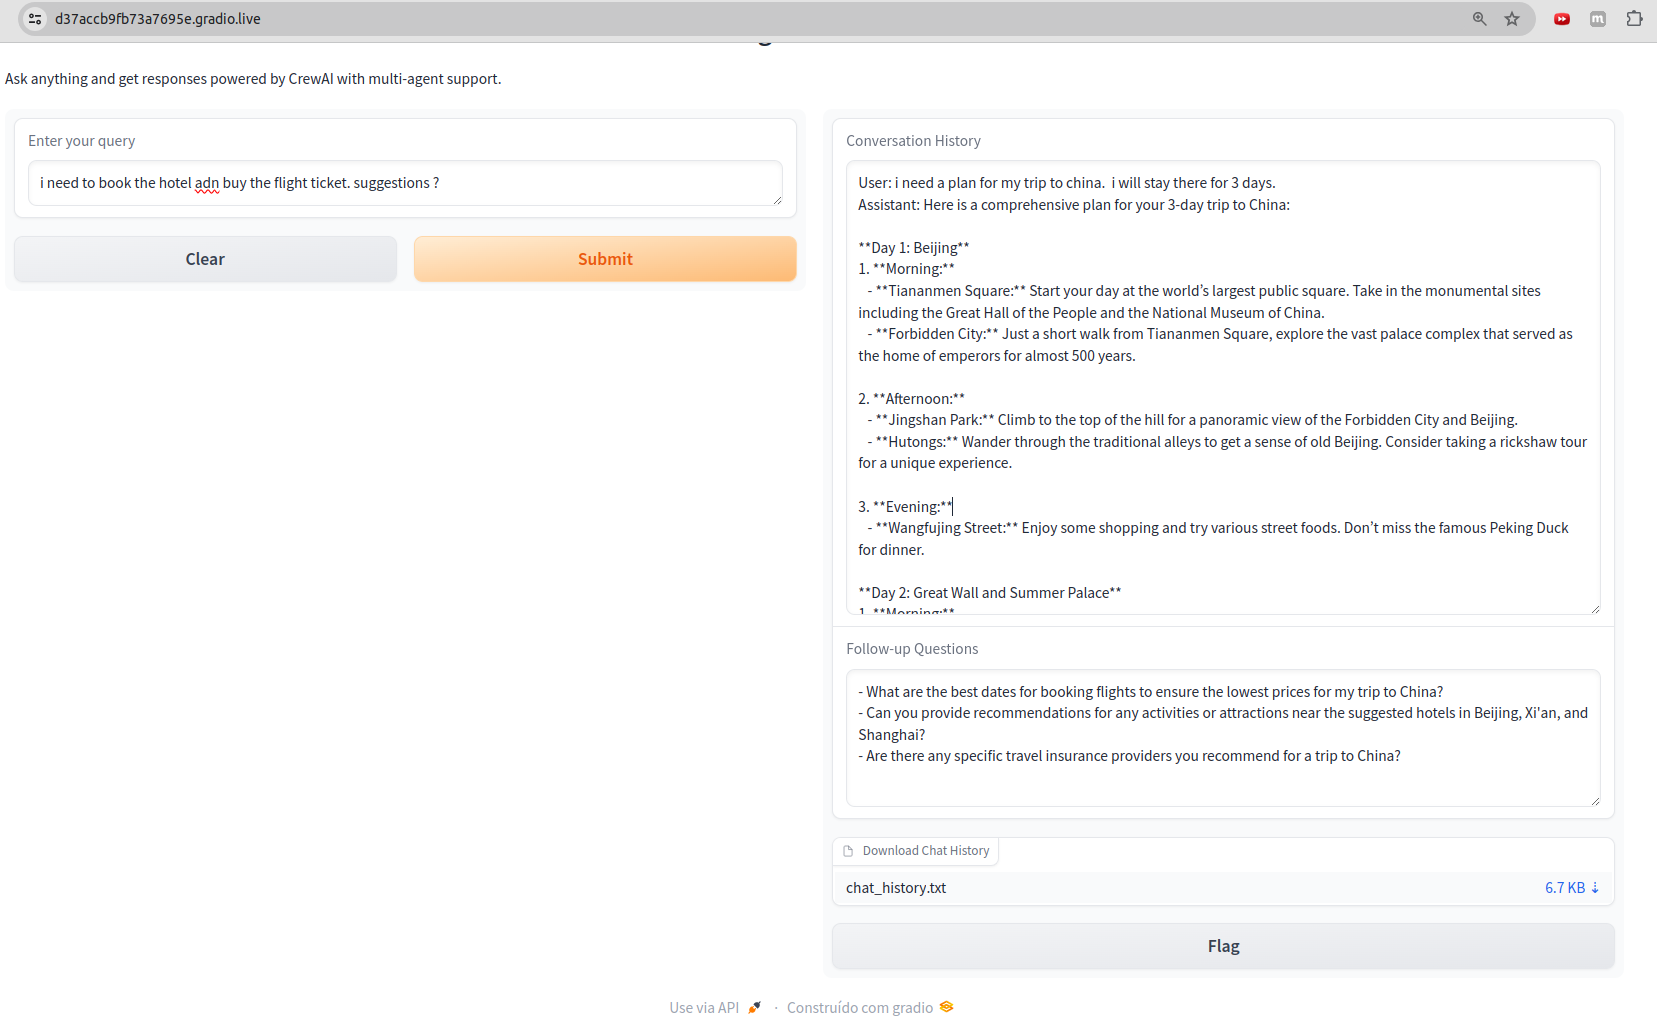 d37accb9fb73a7695e.gradio.live
Ask anything and get responses powered by CrewAI with multi-agent support.
Enter your query
i need to book the hotel adn buy the flight ticket. suggestions ?
Clear
Submit
Conversation History
User: i need a plan for my trip to china.  i will stay there for 3 days.
Assistant: Here is a comprehensive plan for your 3-day trip to China:
**Day 1: Beijing**
1. **Morning:**
- **Tiananmen Square:** Start your day at the world’s largest public square. Take in the monumental sites
including the Great Hall of the People and the National Museum of China.
- **Forbidden City:** Just a short walk from Tiananmen Square, explore the vast palace complex that served as
the home of emperors for almost 500 years.
2. **Afternoon:**
- **Jingshan Park:** Climb to the top of the hill for a panoramic view of the Forbidden City and Beijing.
- **Hutongs:** Wander through the traditional alleys to get a sense of old Beijing. Consider taking a rickshaw tour
for a unique experience.
3. **Evening:**
- **Wangfujing Street:** Enjoy some shopping and try various street foods. Don’t miss the famous Peking Duck
for dinner.
**Day 2: Great Wall and Summer Palace**
1. **Morning:**
Follow-up Questions
- What are the best dates for booking flights to ensure the lowest prices for my trip to China?
- Can you provide recommendations for any activities or attractions near the suggested hotels in Beijing, Xi'an, and
Shanghai?
- Are there any specific travel insurance providers you recommend for a trip to China?
Download Chat History
chat_history.txt
6.7 KB ⇣
Flag
Use via API · Construído com gradio